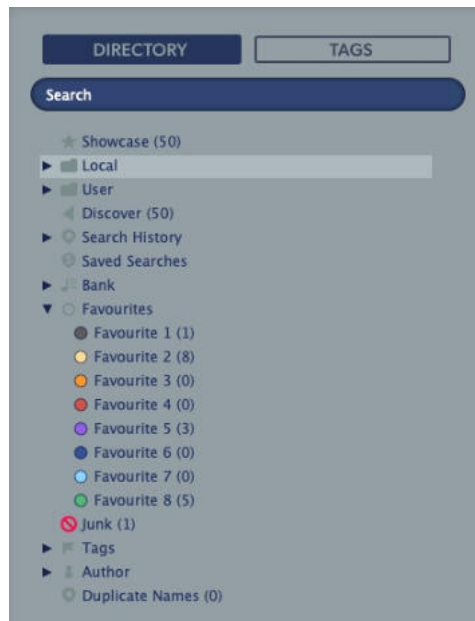 DIRECTORY TAGS
Search
Showcase (50)
Local
User
Discover (50)
Search History
Saved Searches
Bank
Favourites
Favourite 1 (1)
Favourite 2 (8)
Favourite 3 (0)
Favourite 4 (0)
Favourite 5 (3)
Favourite 6 (0)
Favourite 7 (0)
Favourite 8 (5)
Junk (1)
Tags
Author
Duplicate Names (0)